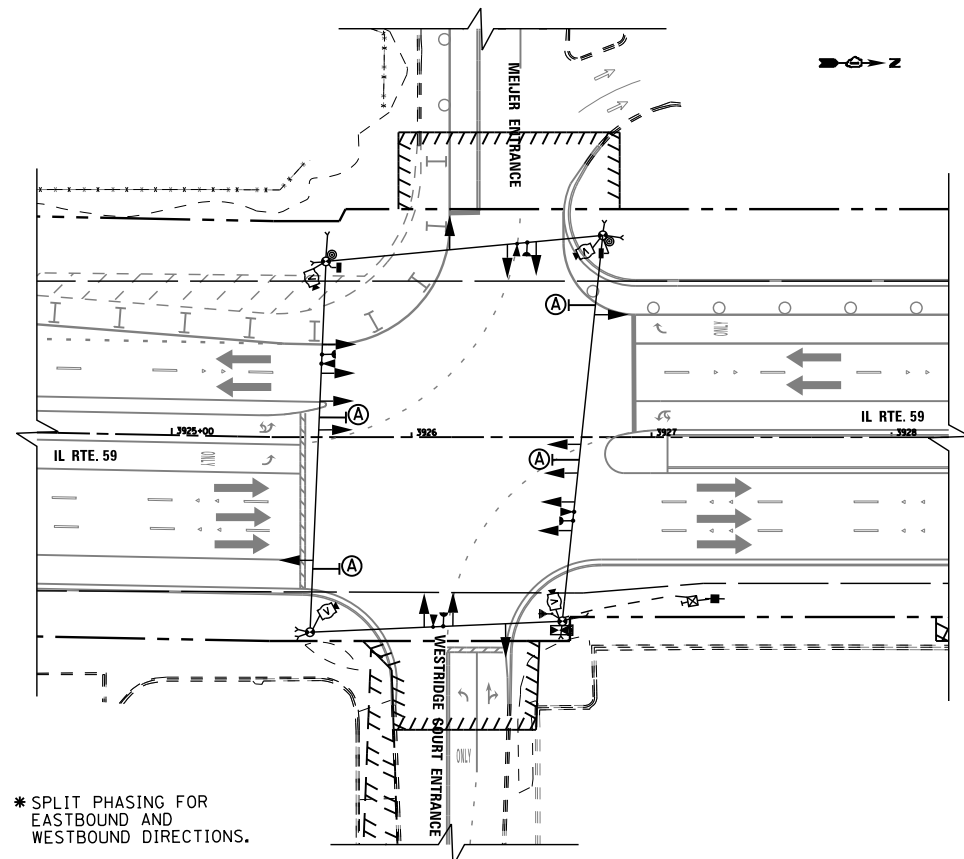 MEIJER ENTRANCE
N
A
V
V
ONLY
A
IL RTE. 59
3925+00
3926
3927
3928
IL RTE. 59
ONLY
A
A
V
V
WESTRIDGE COURT ENTRANCE
ONLY
* SPLIT PHASING FOR
EASTBOUND AND
WESTBOUND DIRECTIONS.